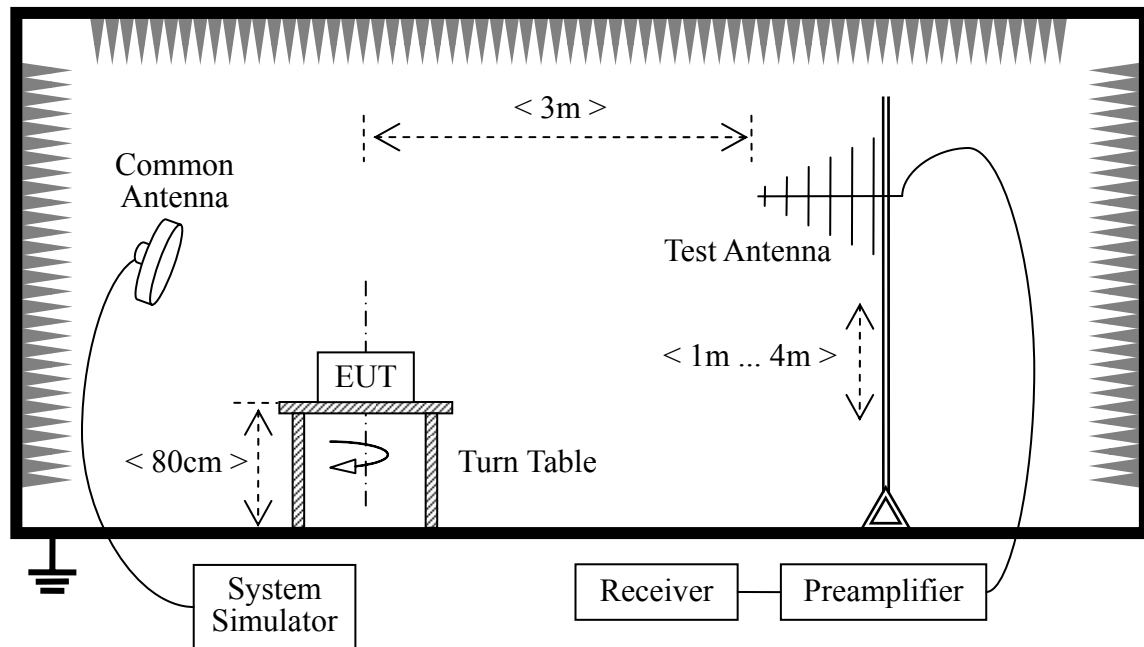 < 3m >
Common
Antenna
Test Antenna
< 1m ... 4m >
EUT
< 80cm >
Turn Table
System
Simulator
Receiver
Preamplifier